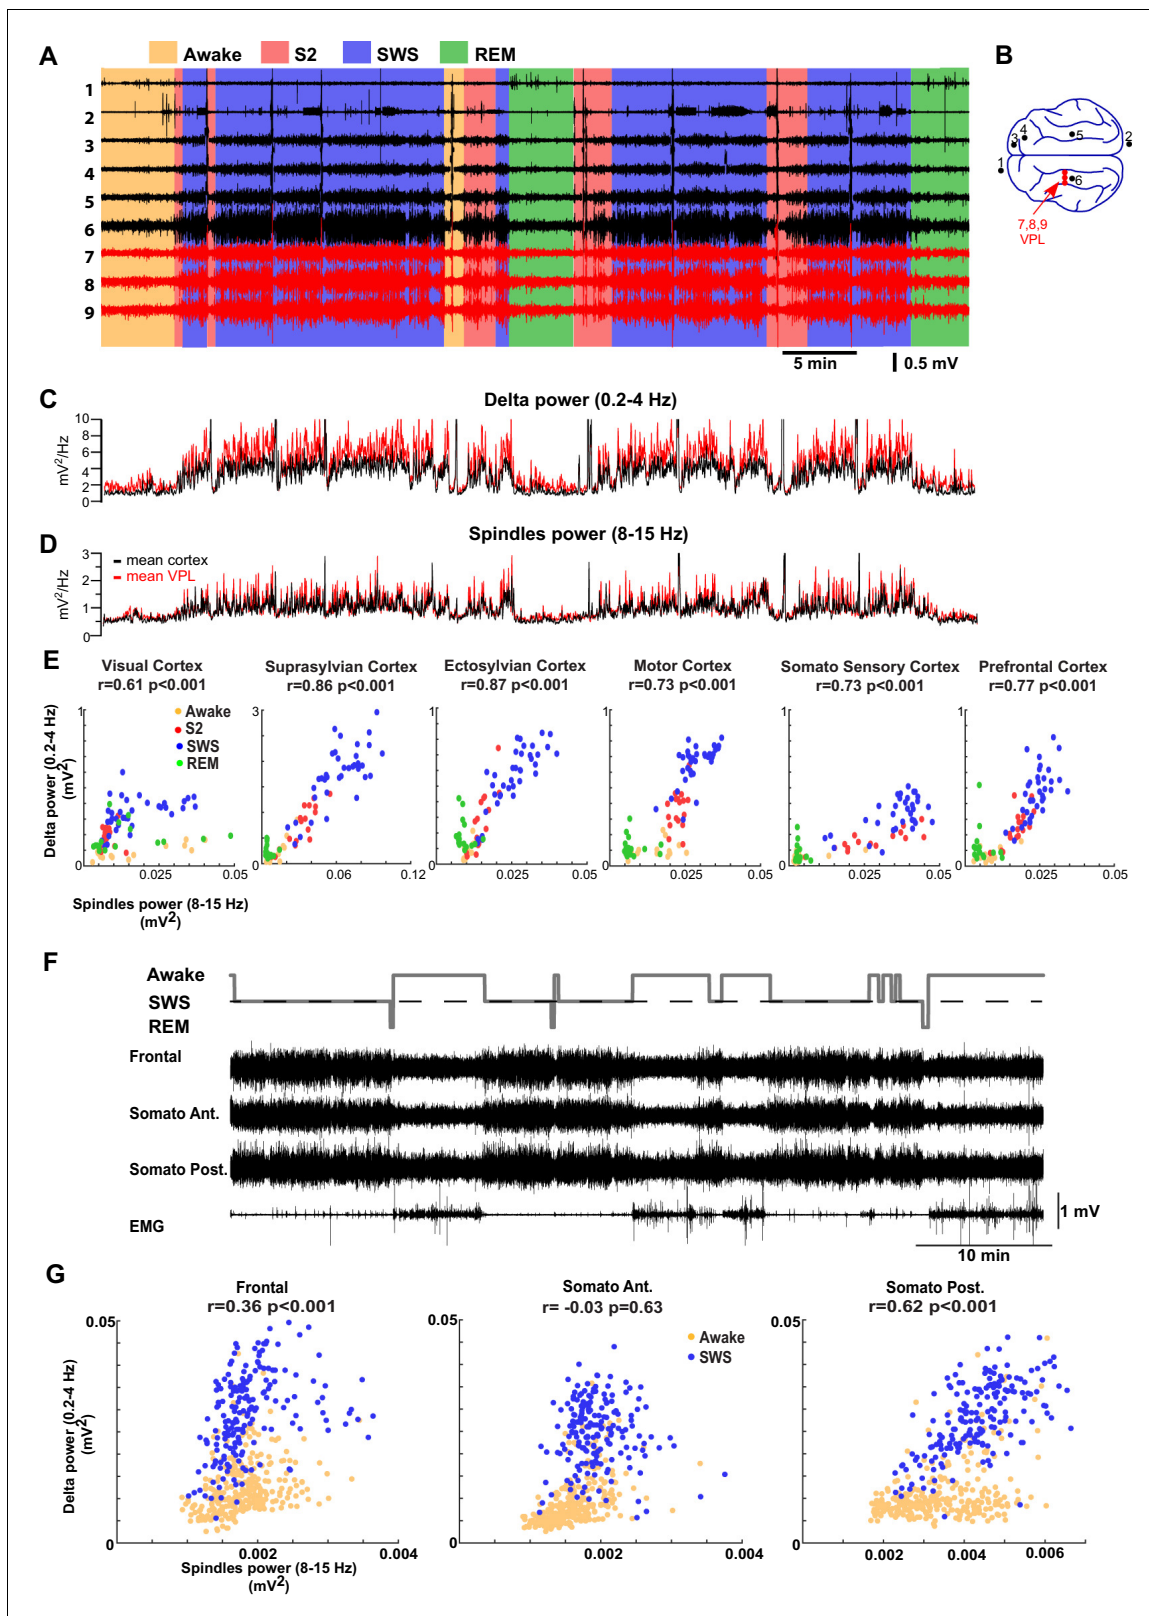 A
Awake
S2
SWS
REM
1
2
3
4
5
6
7
8
9
5 min
0.5 mV
B
1
2
3
4
5
6
7,8,9
VPL
C
Delta power (0.2-4 Hz)
mV2/Hz
10
8
6
4
2
0
D
Spindles power (8-15 Hz)
mean cortex
mean VPL
mV2/Hz
3
2
1
0
E
Visual Cortex
r=0.61 p<0.001
Suprasylvian Cortex
r=0.86 p<0.001
Ectosylvian Cortex
r=0.87 p<0.001
Motor Cortex
r=0.73 p<0.001
Somato Sensory Cortex
r=0.73 p<0.001
Prefrontal Cortex
r=0.77 p<0.001
Awake
S2
SWS
REM
Delta power (0.2-4 Hz)
(mV2)
1
0
0.025
0.05
3
0
0.06
0.12
1
0
0.025
0.05
1
0
0.025
0.05
1
0
0.025
0.05
1
0
0.025
0.05
Spindles power (8-15 Hz)
(mV2)
F
Awake
SWS
REM
Frontal
Somato Ant.
Somato Post.
EMG
1 mV
10 min
G
Frontal
r=0.36 p<0.001
Somato Ant.
r= -0.03 p=0.63
Somato Post.
r=0.62 p<0.001
Awake
SWS
Delta power (0.2-4 Hz)
(mV2)
0.05
0
0.002
0.004
0.05
0
0.002
0.004
0.05
0
0.002
0.004
0.006
Spindles power (8-15 Hz)
(mV2)